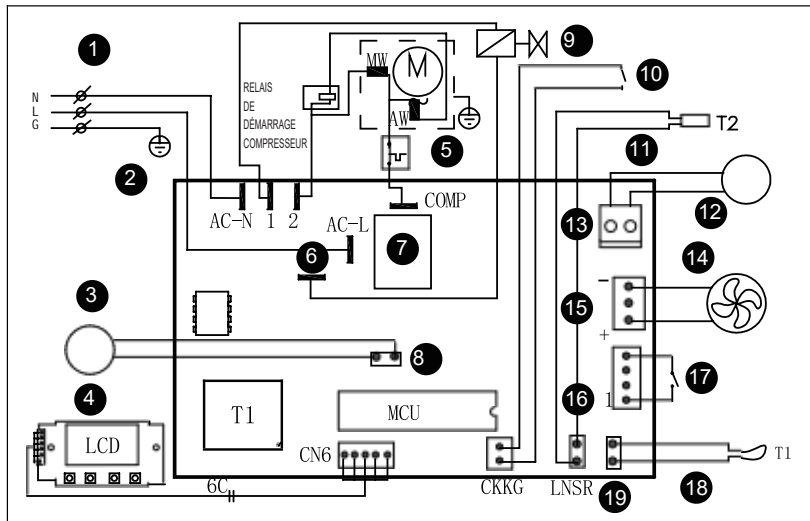 1
2
3
4
5
6
7
8
9
10
11
12
13
14
15
16
17
18
19
N
L
G
RELAIS
DE
DÉMARRAGE
COMPRESSEUR
MW
M
AW
T2
AC-N 1 2
COMP
AC-L
−
+
1
T1
MCU
LCD
CN6
6C
CKKG
LNSR
T1